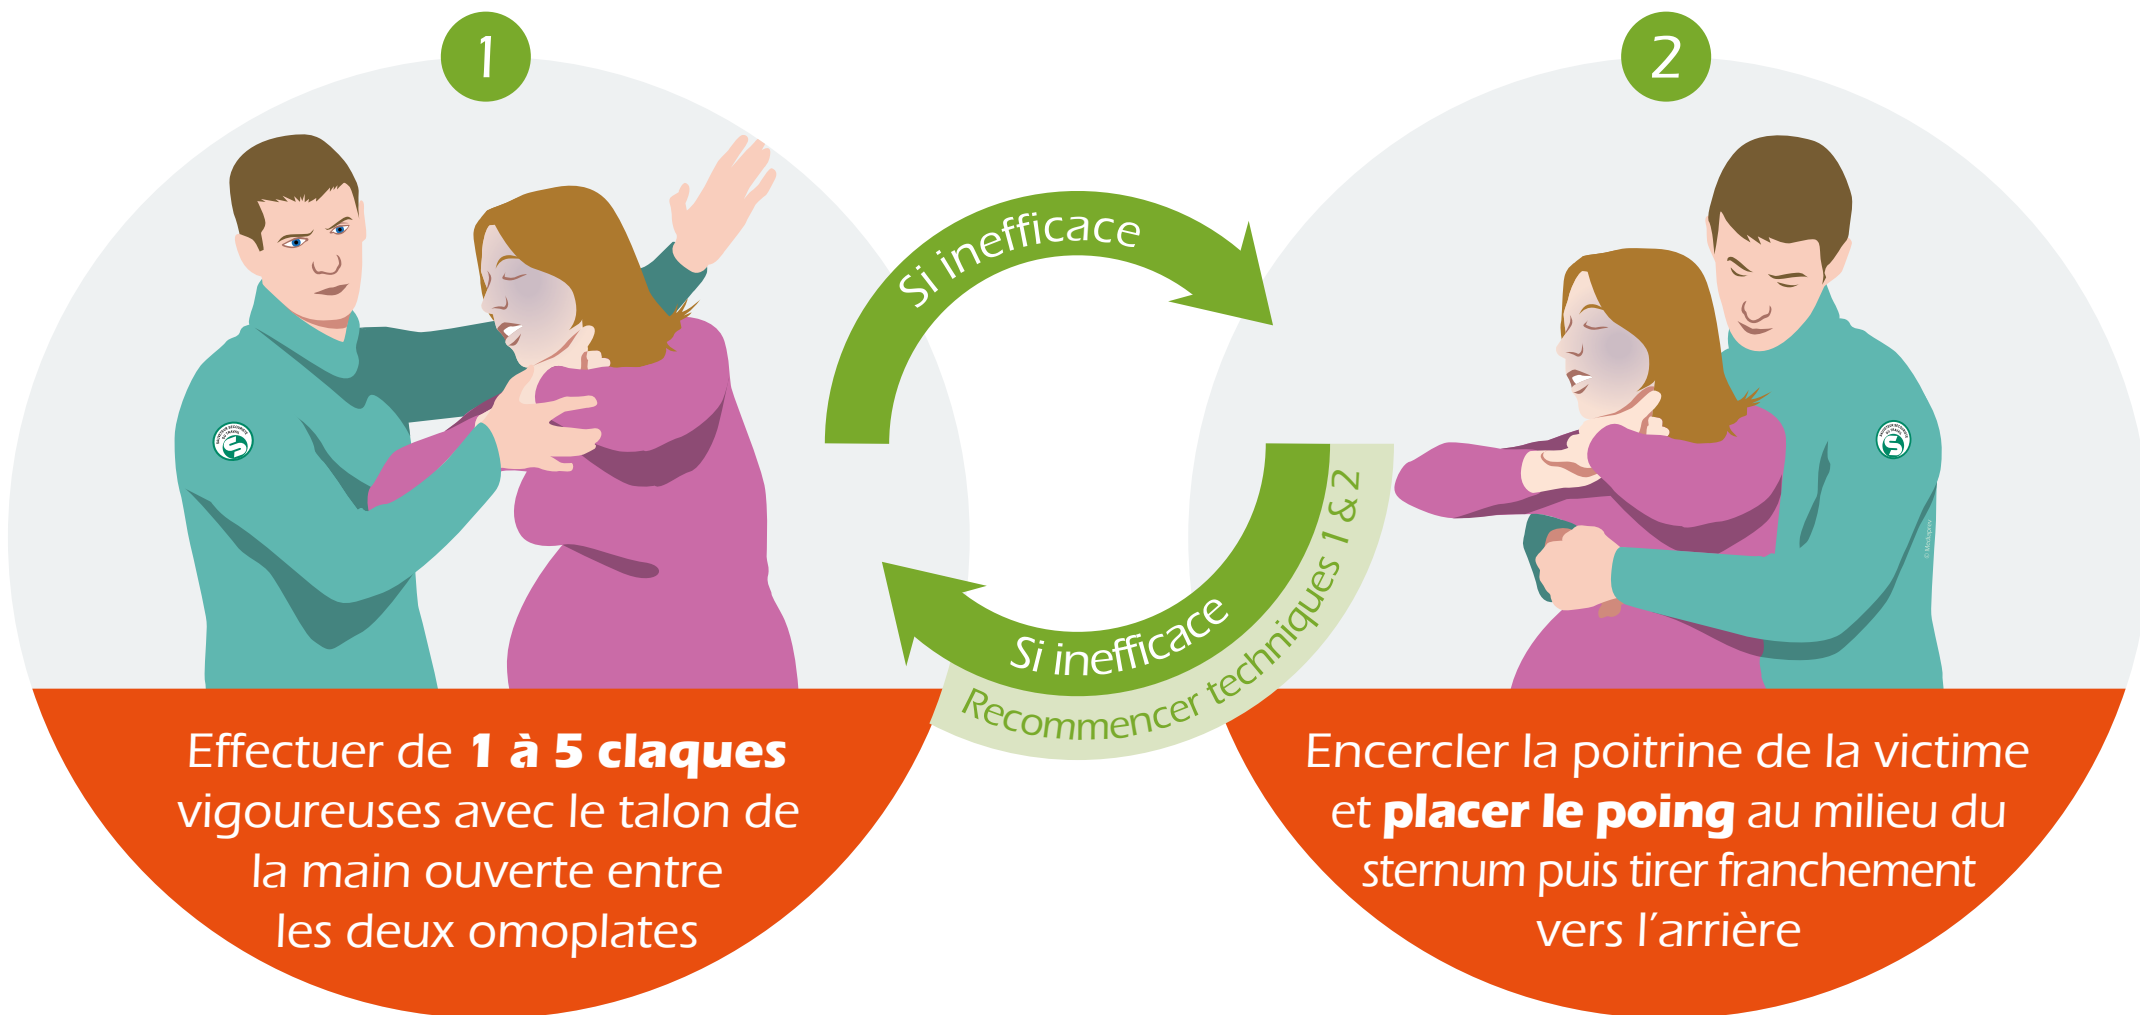 1
Si inefficace
2
Si inefficace
Recommencer techniques 1 & 2
Effectuer de 1 à 5 claques
vigoureuses avec le talon de
la main ouverte entre
les deux omoplates
Encercler la poitrine de la victime
et placer le poing au milieu du
sternum puis tirer franchement
vers l'arrière